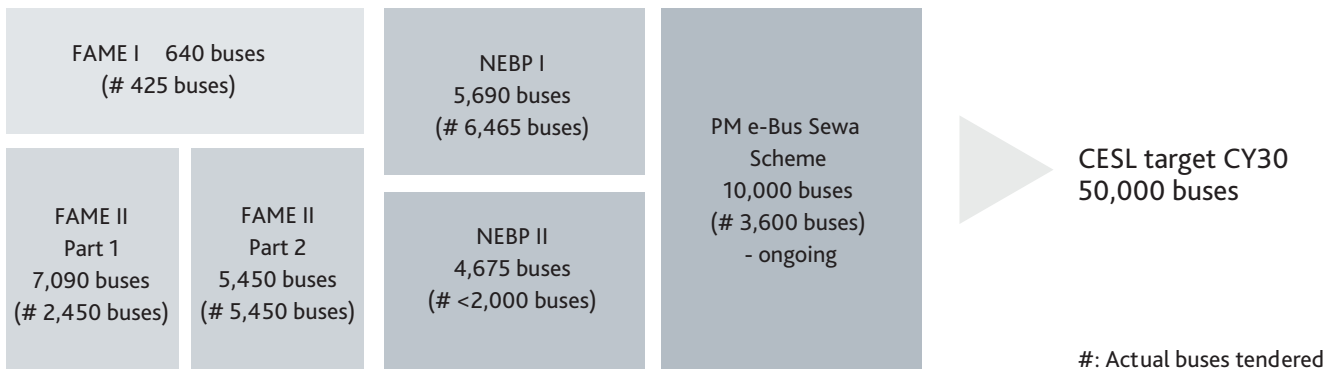 FAME I 640 buses
(# 425 buses)
FAME II
Part 1
7,090 buses
(# 2,450 buses)
FAME II
Part 2
5,450 buses
(# 5,450 buses)
NEBP I
5,690 buses
(# 6,465 buses)
NEBP II
4,675 buses
(# <2,000 buses)
PM e-Bus Sewa
Scheme
10,000 buses
(# 3,600 buses)
- ongoing
CESL target CY30
50,000 buses
#: Actual buses tendered